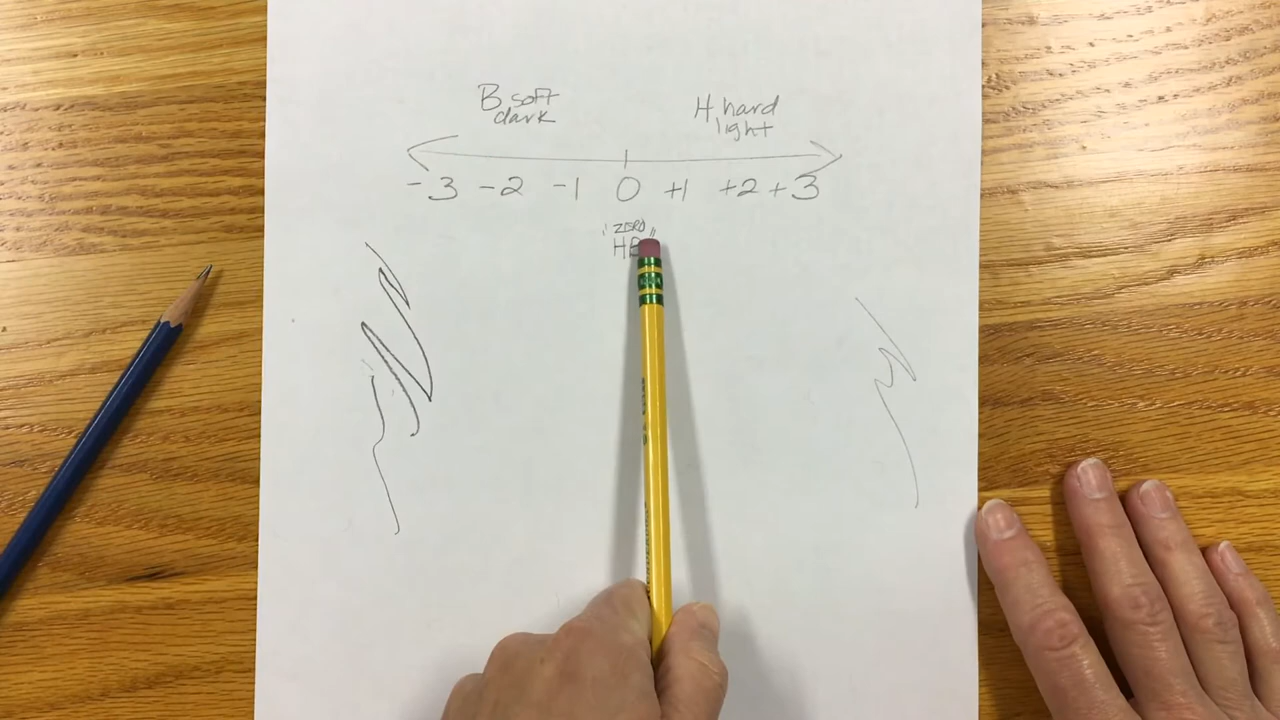 B soft
dark
H hard
light
-3 -2 -1 0 +1 +2 +3
"ZERO"
HB